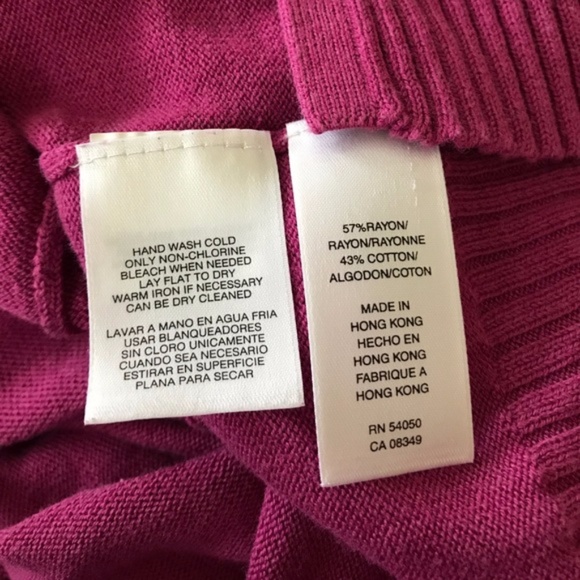 HAND WASH COLD
ONLY NON-CHLORINE
BLEACH WHEN NEEDED
LAY FLAT TO DRY
WARM IRON IF NECESSARY
CAN BE DRY CLEANED
LAVAR A MANO EN AGUA FRIA
USAR BLANQUEADORES
SIN CLORO UNICAMENTE
CUANDO SEA NECESARIO
ESTIRAR EN SUPERFICIE
PLANA PARA SECAR
57%RAYON/
RAYON/RAYONNE
43% COTTON/
ALGODON/COTON
MADE IN
HONG KONG
HECHO EN
HONG KONG
FABRIQUE A
HONG KONG
RN 54050
CA 08349